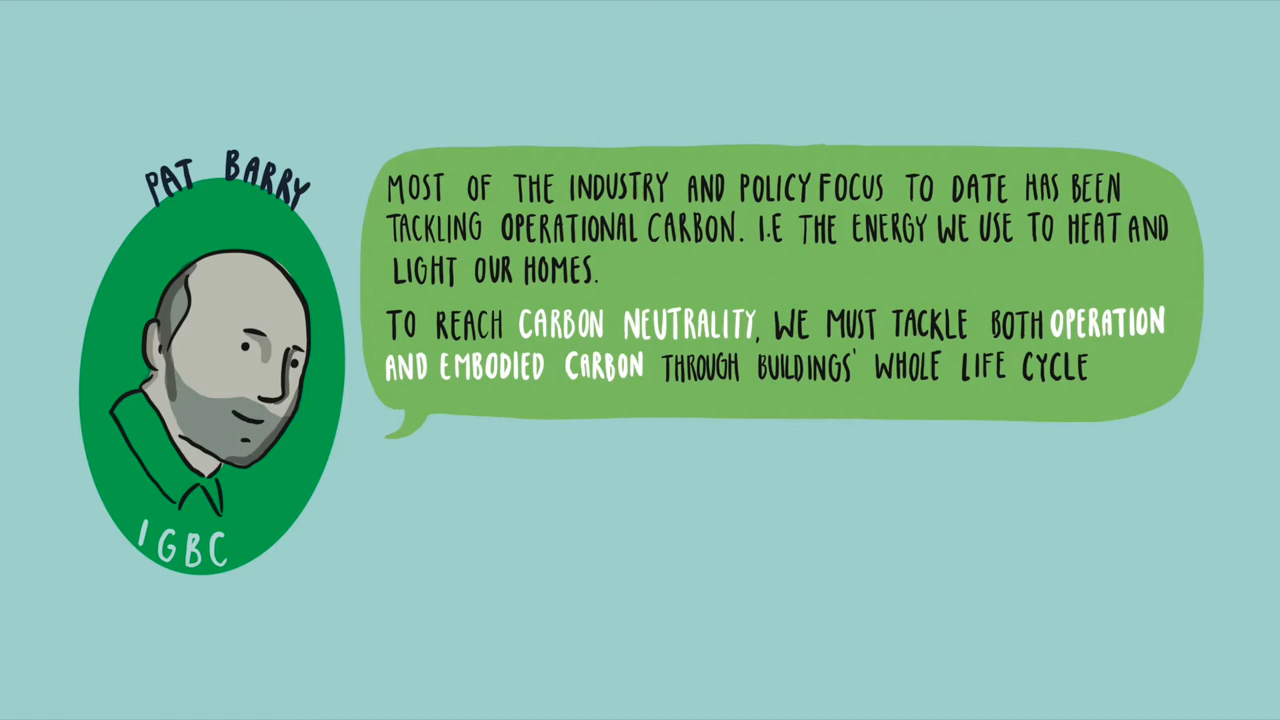 PAT BARRY
MOST OF THE INDUSTRY AND POLICY FOCUS TO DATE HAS BEEN
TACKLING OPERATIONAL CARBON. I.E THE ENERGY WE USE TO HEAT AND
LIGHT OUR HOMES.
TO REACH CARBON NEUTRALITY, WE MUST TACKLE BOTH OPERATION
AND EMBODIED CARBON THROUGH BUILDINGS' WHOLE LIFE CYCLE
IGBC